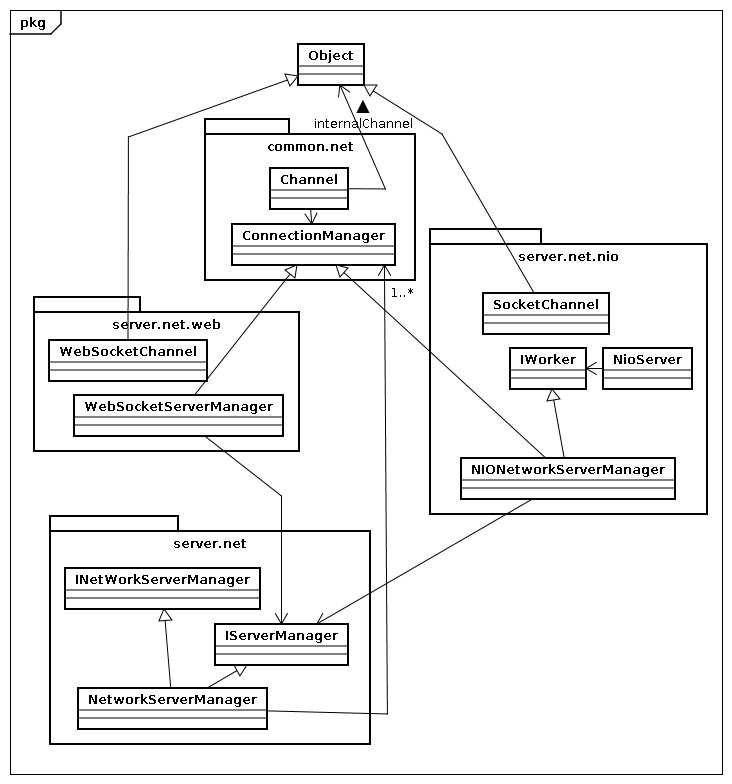 pkg
Object
internalChannel
common.net
Channel
ConnectionManager
1..*
server.net.nio
SocketChannel
IWorker
NioServer
NIONetworkServerManager
server.net.web
WebSocketChannel
WebSocketServerManager
server.net
INetWorkServerManager
IServerManager
NetworkServerManager